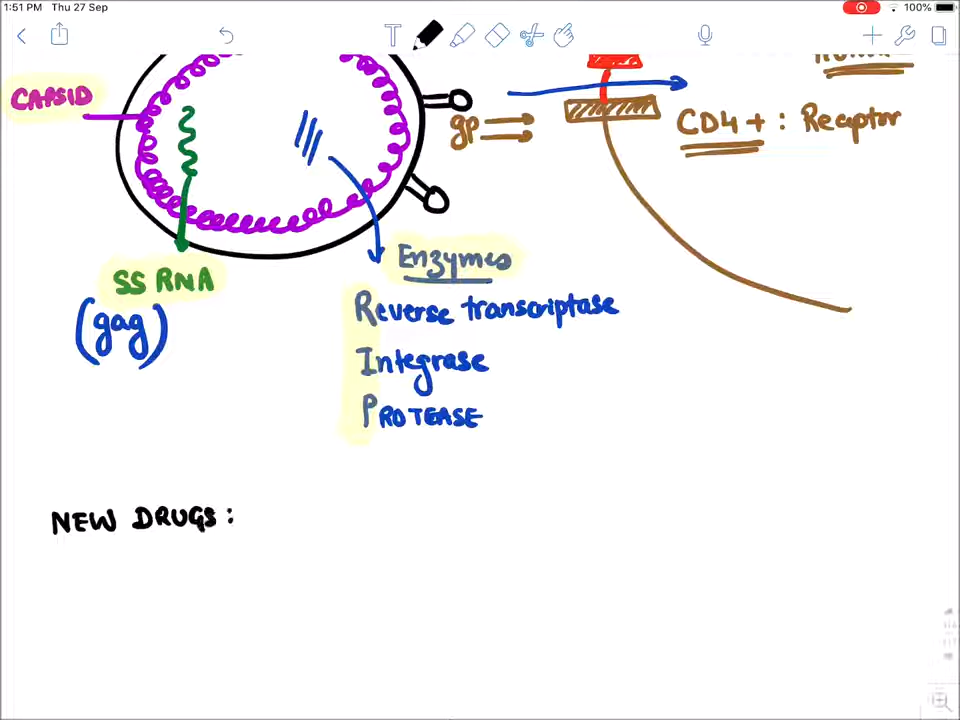 1:51 PM Thu 27 Sep
100%
T
CAPSID
gp
CD4+ : Receptor
Enzymes
SS RNA
(gag)
Reverse transcriptase
Integrase
PROTEASE
NEW DRUGS: